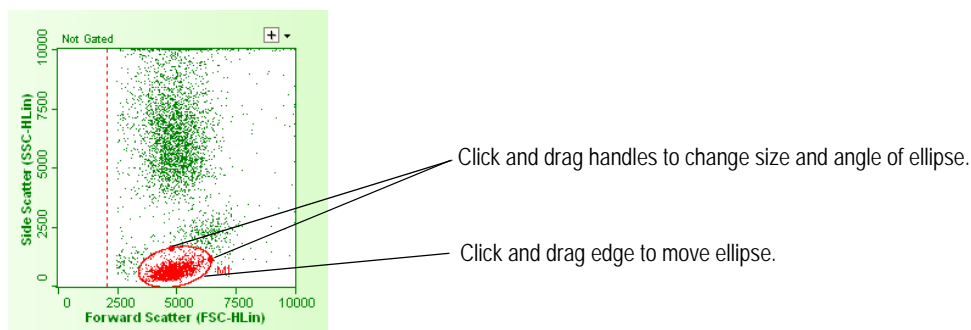 Not Gated
+
10000
7500
5000
2500
0
Side Scatter (SSC-HLin)
M1
0 2500 5000 7500 10000
Forward Scatter (FSC-HLin)
Click and drag handles to change size and angle of ellipse.
Click and drag edge to move ellipse.